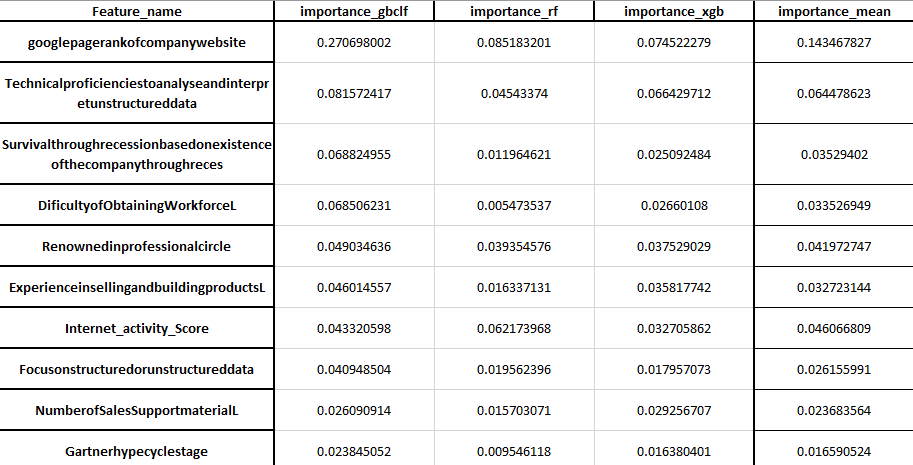 Feature_name importance_gbclf importance_rf importance_xgb importance_mean
googlepagerankofcompanywebsite 0.270698002 0.085183201 0.074522279 0.143467827
Technicalproficienciestoanalyseandinterpr
etunstructureddata 0.081572417 0.04543374 0.066429712 0.064478623
Survivalthroughrecessionbasedonexistence
ofthecompanythroughreces 0.068824955 0.011964621 0.025092484 0.03529402
DificultyofObtainingWorkforceL 0.068506231 0.005473537 0.02660108 0.033526949
Renownedinprofessionalcircle 0.049034636 0.039354576 0.037529029 0.041972747
ExperienceinsellingandbuildingproductsL 0.046014557 0.016337131 0.035817742 0.032723144
Internet_activity_Score 0.043320598 0.062173968 0.032705862 0.046066809
Focusonstructuredorunstructureddata 0.040948504 0.019562396 0.017957073 0.026155991
NumberofSalesSupportmaterialL 0.026090914 0.015703071 0.029256707 0.023683564
Gartnerhypecyclestage 0.023845052 0.009546118 0.016380401 0.016590524